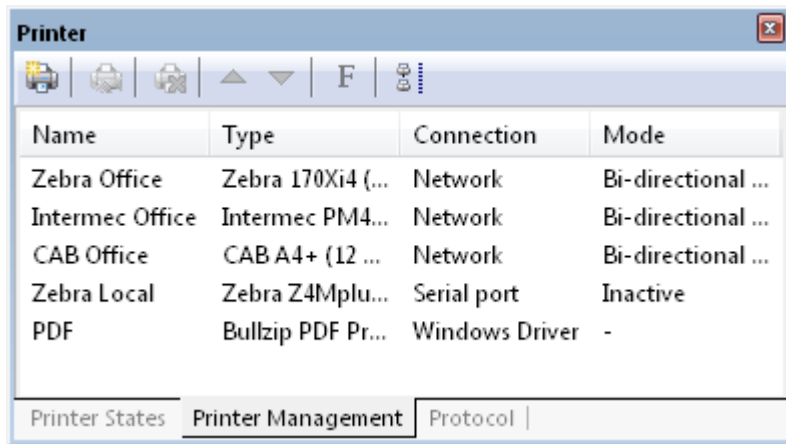 Printer
F
Name Type Connection Mode
Zebra Office Zebra 170Xi4 (... Network Bi-directional ...
Intermec Office Intermec PM4... Network Bi-directional ...
CAB Office CAB A4+ (12 ... Network Bi-directional ...
Zebra Local Zebra Z4Mplu... Serial port Inactive
PDF Bullzip PDF Pr... Windows Driver -
Printer States Printer Management Protocol